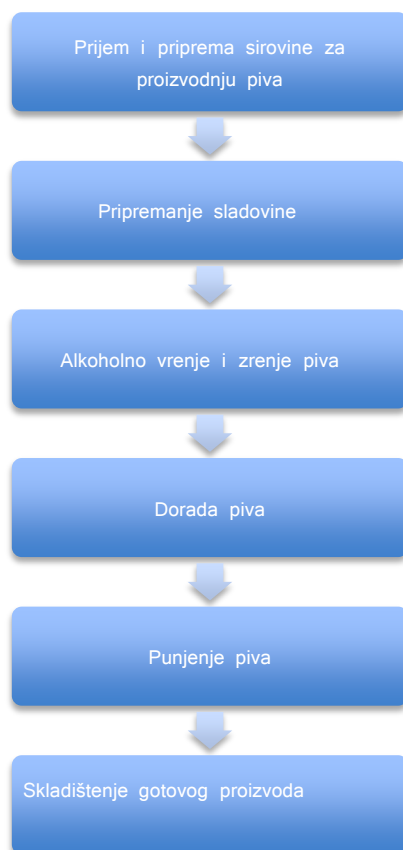 Prijem i priprema sirovine za
proizvodnju piva
Pripremanje sladovine
Alkoholno vrenje i zrenje piva
Dorada piva
Punjenje piva
Skladištenje gotovog proizvoda